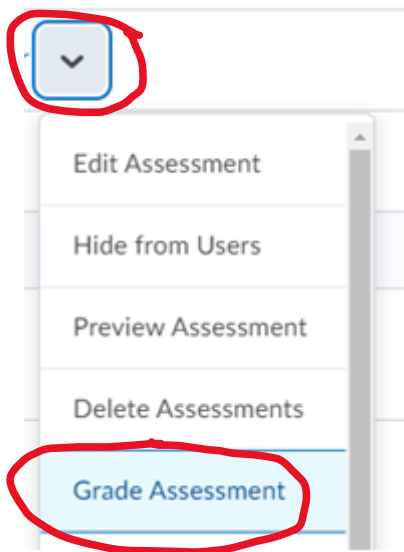 Edit Assessment
Hide from Users
Preview Assessment
Delete Assessments
Grade Assessment